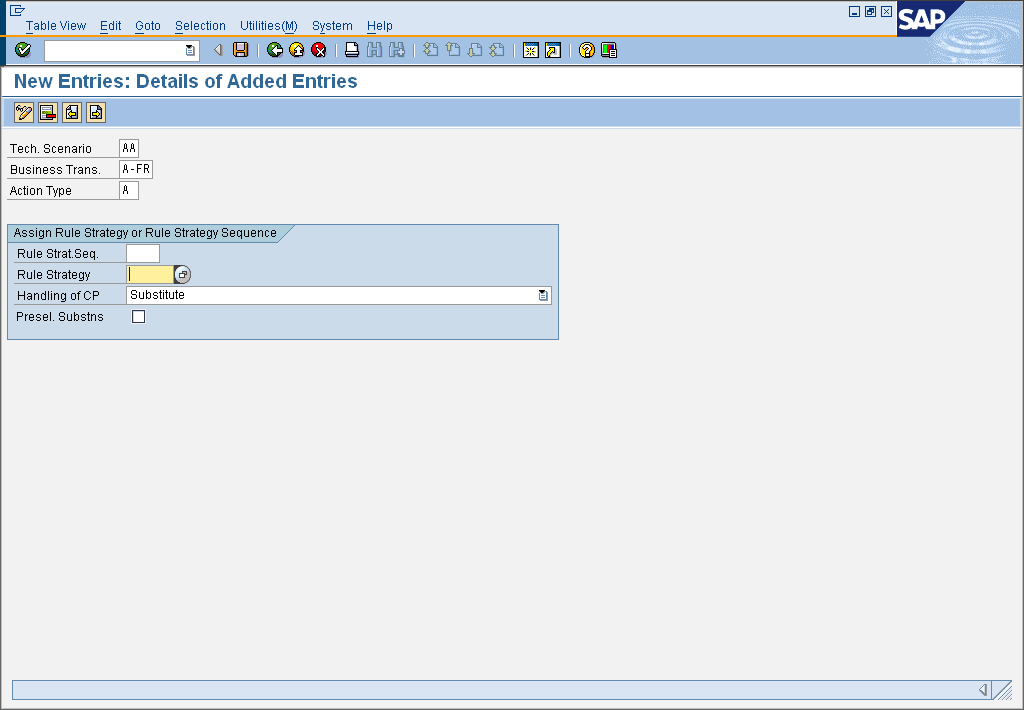 Table View Edit Goto Selection Utilities(M) System Help
SAP
New Entries: Details of Added Entries
Tech. Scenario AA
Business Trans. A-FR
Action Type A
Assign Rule Strategy or Rule Strategy Sequence
Rule Strat.Seq.
Rule Strategy
Handling of CP Substitute
Presel. Substns